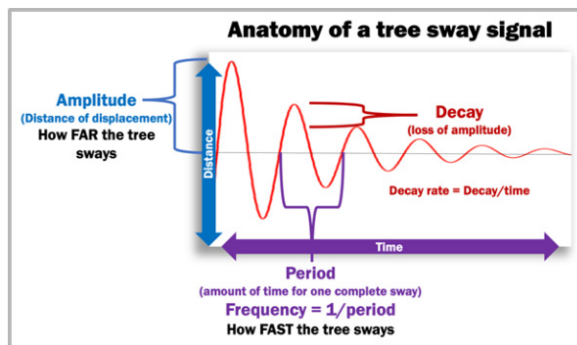 Anatomy of a tree sway signal
Amplitude
(Distance of displacement)
How FAR the tree
sways
Distance
Decay
(loss of amplitude)
Decay rate = Decay/time
Time
Period
(amount of time for one complete sway)
Frequency = 1/period
How FAST the tree sways